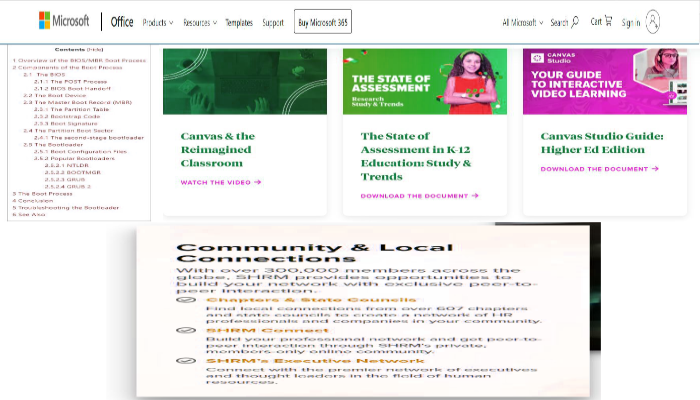 Microsoft Office Products Resources Templates Support Buy Microsoft 365 All Microsoft Search Cart Sign in
Contents [hide]
1 Overview of the BIOS/MBR Boot Process
2 Components of the Boot Process
2.1 The BIOS
2.1.1 The POST Process
2.1.2 BIOS Boot Handoff
2.2 The Boot Device
2.3 The Master Boot Record (MBR)
2.3.1 The Partition Table
2.3.2 Bootstrap Code
2.3.3 Boot Signature
2.4 The Partition Boot Sector
2.4.1 The second-stage bootloader
2.5 The Bootloader
2.5.1 Boot Configuration Files
2.5.2 Popular Bootloaders
2.5.2.1 NTLDR
2.5.2.2 BOOTMGR
2.5.2.3 GRUB
2.5.2.4 GRUB 2
3 The Boot Process
4 Conclusion
5 Troubleshooting the Bootloader
6 See Also
Canvas & the
Reimagined
Classroom
WATCH THE VIDEO
THE STATE OF
ASSESSMENT
Research
Study & Trends
The State of
Assessment in K-12
Education: Study &
Trends
DOWNLOAD THE DOCUMENT
CANVAS
Studio
YOUR GUIDE
TO INTERACTIVE
VIDEO LEARNING
Canvas Studio Guide:
Higher Ed Edition
DOWNLOAD THE DOCUMENT
Community & Local
Connections
With over 300,000 members across the
globe, SHRM provides opportunities to
build your network with exclusive peer-to-
peer interaction.
Chapters & State Councils
Find local connections from over 607 chapters
and state councils to create a network of HR
professionals and companies in your community.
SHRM Connect
Build your professional network and get peer-to-
peer interaction through SHRM's private,
members-only online community.
SHRM's Executive Network
Connect with the premier network of executives
and thought leaders in the field of human
resources.